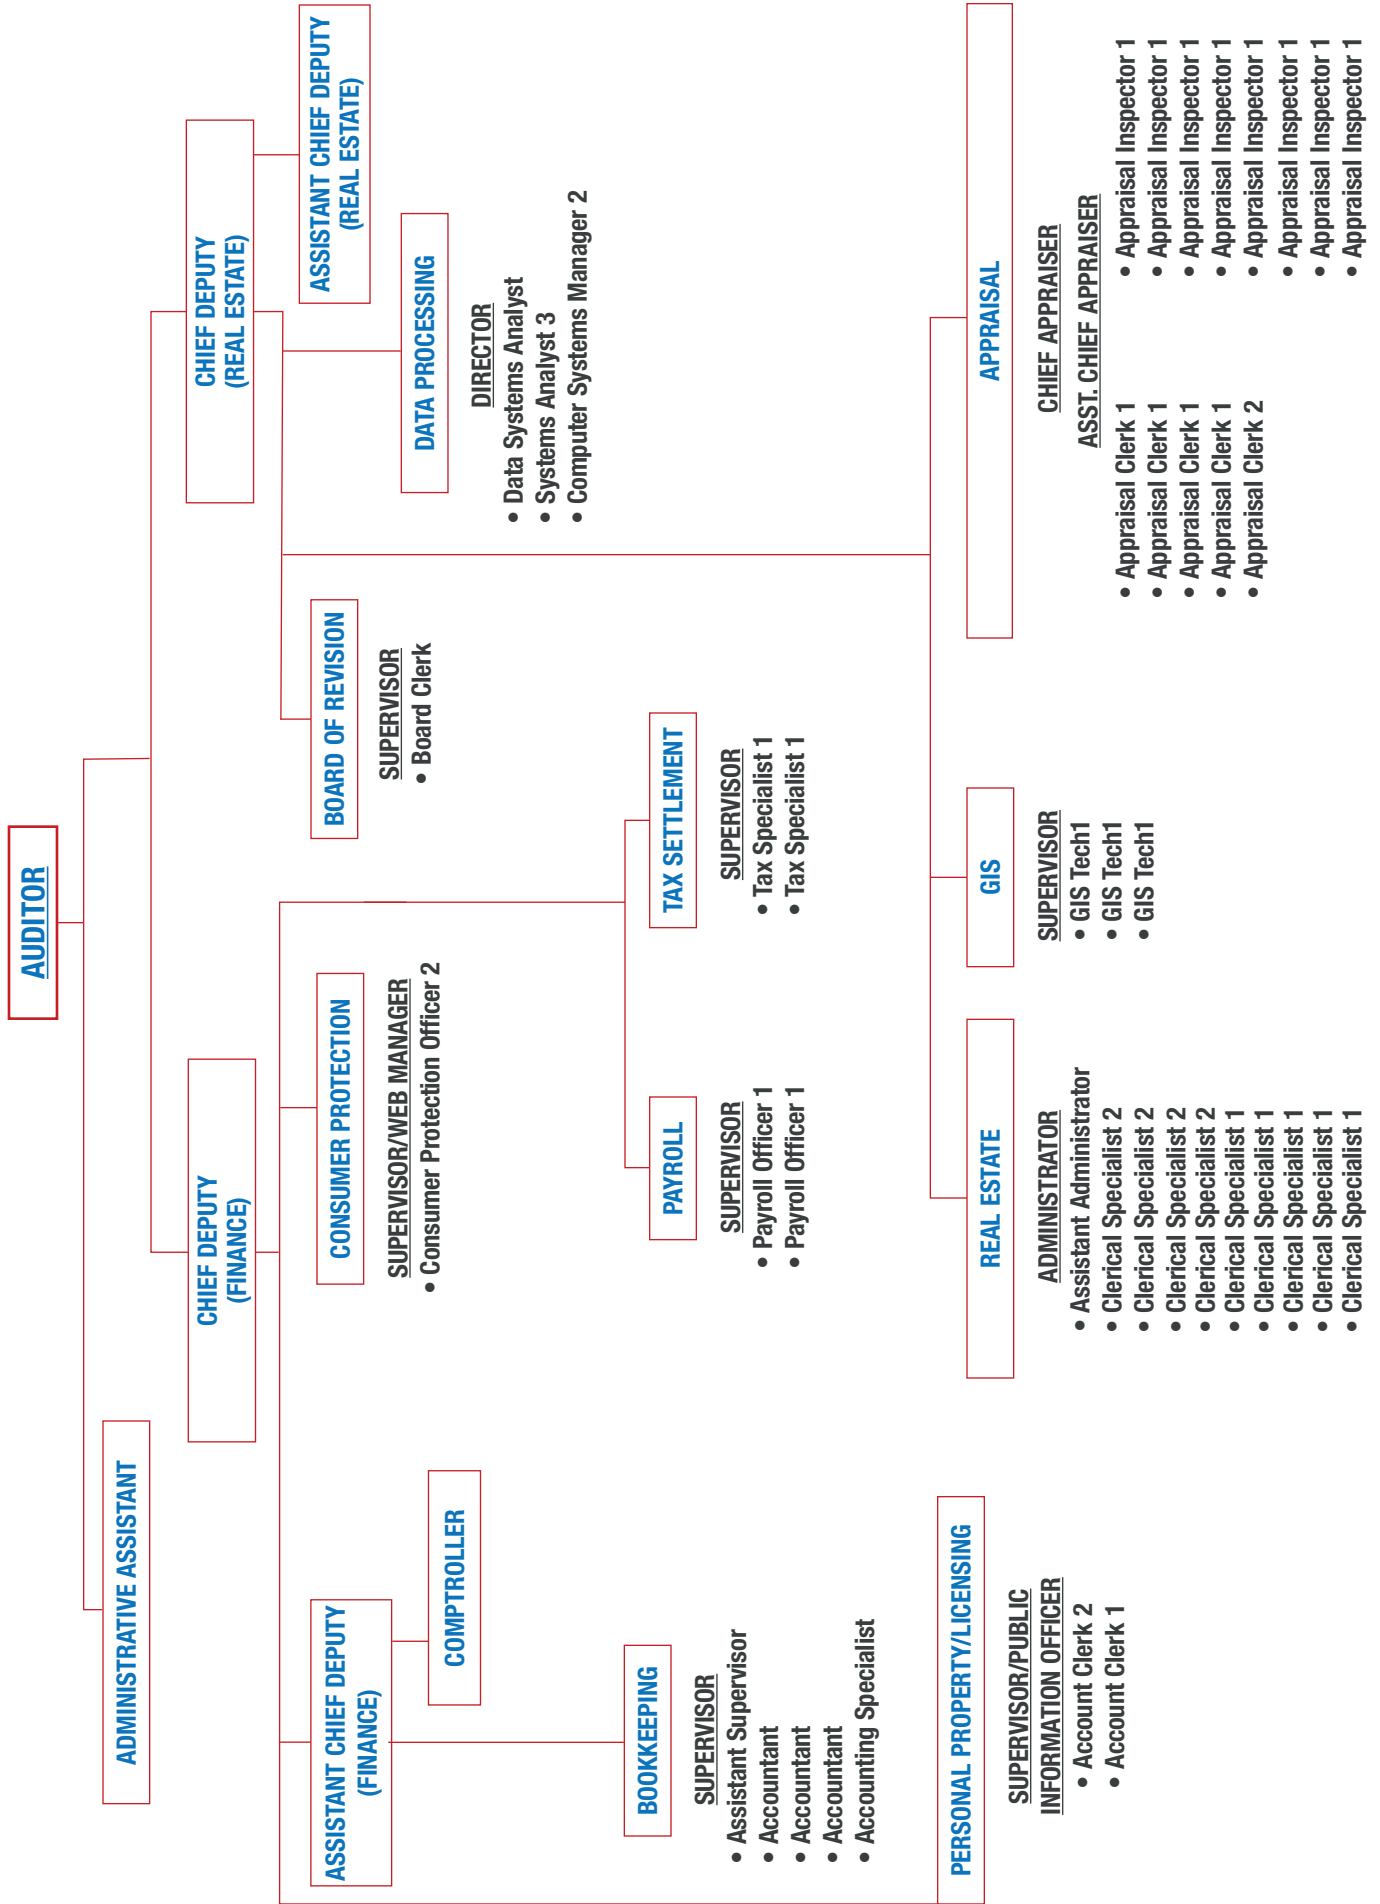 AUDITOR
ADMINISTRATIVE ASSISTANT
CHIEF DEPUTY
(FINANCE)
CHIEF DEPUTY
(REAL ESTATE)
ASSISTANT CHIEF DEPUTY
(FINANCE)
COMPTROLLER
CONSUMER PROTECTION
SUPERVISOR/WEB MANAGER
• Consumer Protection Officer 2
BOARD OF REVISION
SUPERVISOR
• Board Clerk
DATA PROCESSING
DIRECTOR
• Data Systems Analyst
• Systems Analyst 3
• Computer Systems Manager 2
ASSISTANT CHIEF DEPUTY
(REAL ESTATE)
BOOKKEEPING
SUPERVISOR
• Assistant Supervisor
• Accountant
• Accountant
• Accountant
• Accounting Specialist
PAYROLL
SUPERVISOR
• Payroll Officer 1
• Payroll Officer 1
TAX SETTLEMENT
SUPERVISOR
• Tax Specialist 1
• Tax Specialist 1
PERSONAL PROPERTY/LICENSING
SUPERVISOR/PUBLIC
INFORMATION OFFICER
• Account Clerk 2
• Account Clerk 1
REAL ESTATE
ADMINISTRATOR
• Assistant Administrator
• Clerical Specialist 2
• Clerical Specialist 2
• Clerical Specialist 2
• Clerical Specialist 2
• Clerical Specialist 1
• Clerical Specialist 1
• Clerical Specialist 1
• Clerical Specialist 1
• Clerical Specialist 1
GIS
SUPERVISOR
• GIS Tech1
• GIS Tech1
• GIS Tech1
APPRAISAL
CHIEF APPRAISER
ASST. CHIEF APPRAISER
• Appraisal Clerk 1
• Appraisal Clerk 1
• Appraisal Clerk 1
• Appraisal Clerk 1
• Appraisal Clerk 2
• Appraisal Inspector 1
• Appraisal Inspector 1
• Appraisal Inspector 1
• Appraisal Inspector 1
• Appraisal Inspector 1
• Appraisal Inspector 1
• Appraisal Inspector 1
• Appraisal Inspector 1